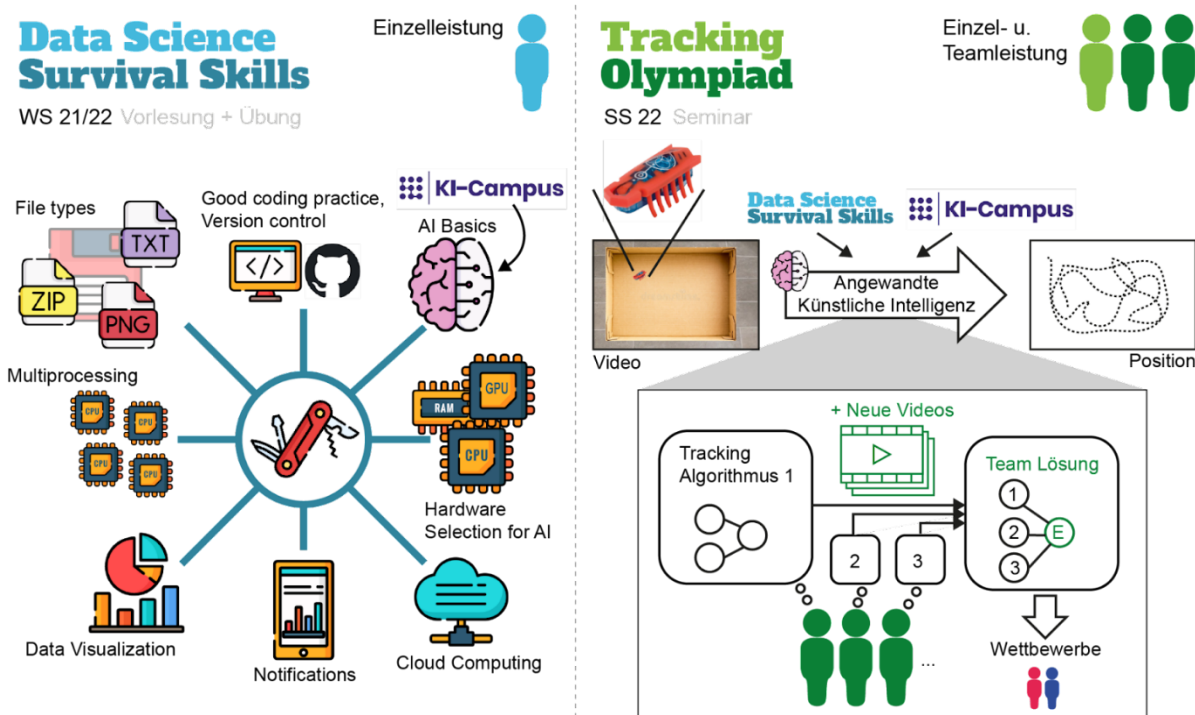 Data Science
Survival Skills
WS 21/22 Vorlesung + Übung
Einzelleistung
File types
TXT
ZIP
PNG
Good coding practice,
Version control
</>
KI-Campus
AI Basics
Multiprocessing
CPU
CPU
CPU
CPU
GPU
RAM
CPU
Hardware
Selection for AI
Data Visualization
Notifications
Cloud Computing
Tracking
Olympiad
SS 22 Seminar
Einzel- u.
Teamleistung
Data Science
Survival Skills
KI-Campus
Angewandte
Künstliche Intelligenz
Video
Position
+ Neue Videos
Tracking
Algorithmus 1
2
3
Team Lösung
1
2
3
E
...
Wettbewerbe